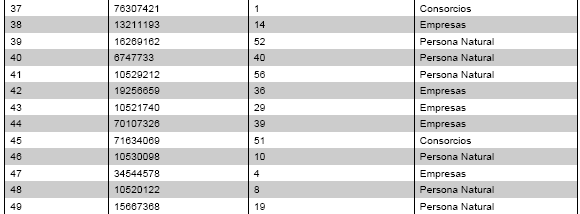 37 76307421 1 Consorcios
38 13211193 14 Empresas
39 16269162 52 Persona Natural
40 6747733 40 Persona Natural
41 10529212 56 Persona Natural
42 19256659 36 Empresas
43 10521740 29 Empresas
44 70107326 39 Empresas
45 71634069 51 Consorcios
46 10530098 10 Persona Natural
47 34544578 4 Empresas
48 10520122 8 Persona Natural
49 15667368 19 Persona Natural